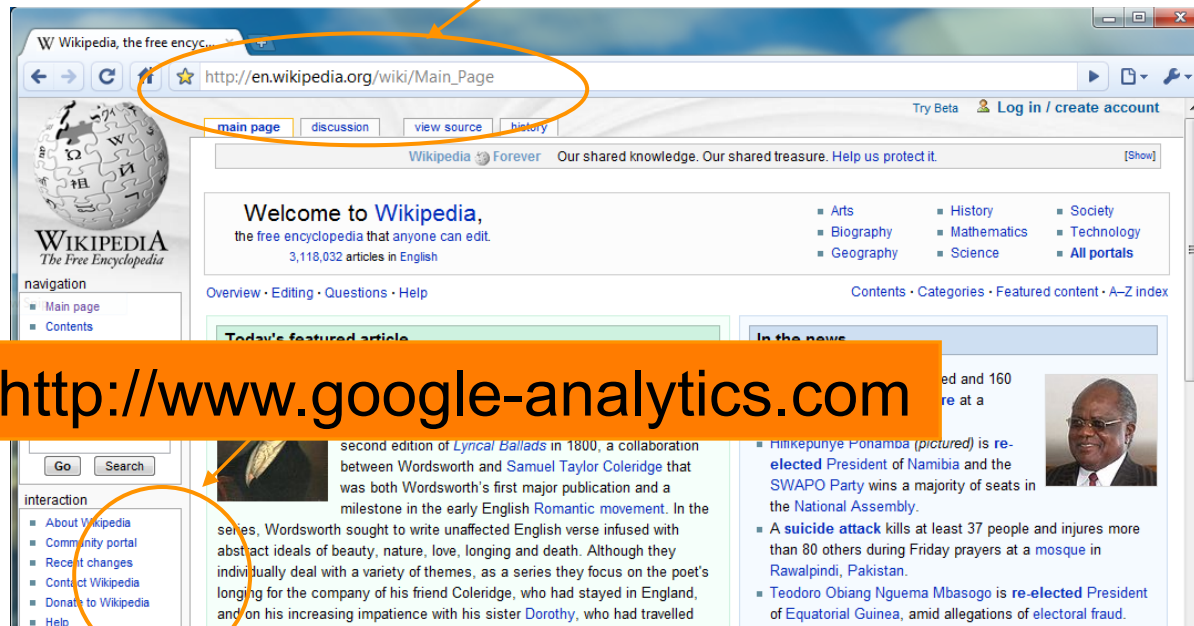 W Wikipedia, the free encyc...
http://en.wikipedia.org/wiki/Main_Page
Try Beta Log in / create account
main page discussion view source history
Wikipedia Forever Our shared knowledge. Our shared treasure. Help us protect it. [Show]
WIKIPEDIA
The Free Encyclopedia
navigation
Main page
Contents
Welcome to Wikipedia,
the free encyclopedia that anyone can edit.
3,118,032 articles in English
Arts
Biography
Geography
History
Mathematics
Science
Society
Technology
All portals
Overview · Editing · Questions · Help
Contents · Categories · Featured content · A–Z index
Today's featured article
In the news
http://www.google-analytics.com
Go Search
interaction
About Wikipedia
Community portal
Recent changes
Contact Wikipedia
Donate to Wikipedia
Help
second edition of Lyrical Ballads in 1800, a collaboration
between Wordsworth and Samuel Taylor Coleridge that
was both Wordsworth's first major publication and a
milestone in the early English Romantic movement. In the
series, Wordsworth sought to write unaffected English verse infused with
abstract ideals of beauty, nature, love, longing and death. Although they
individually deal with a variety of themes, as a series they focus on the poet's
longing for the company of his friend Coleridge, who had stayed in England,
and on his increasing impatience with his sister Dorothy, who had travelled
ed and 160
re at a
Hifikepunye Pohamba (pictured) is re-
elected President of Namibia and the
SWAPO Party wins a majority of seats in
the National Assembly.
A suicide attack kills at least 37 people and injures more
than 80 others during Friday prayers at a mosque in
Rawalpindi, Pakistan.
Teodoro Obiang Nguema Mbasogo is re-elected President
of Equatorial Guinea, amid allegations of electoral fraud.